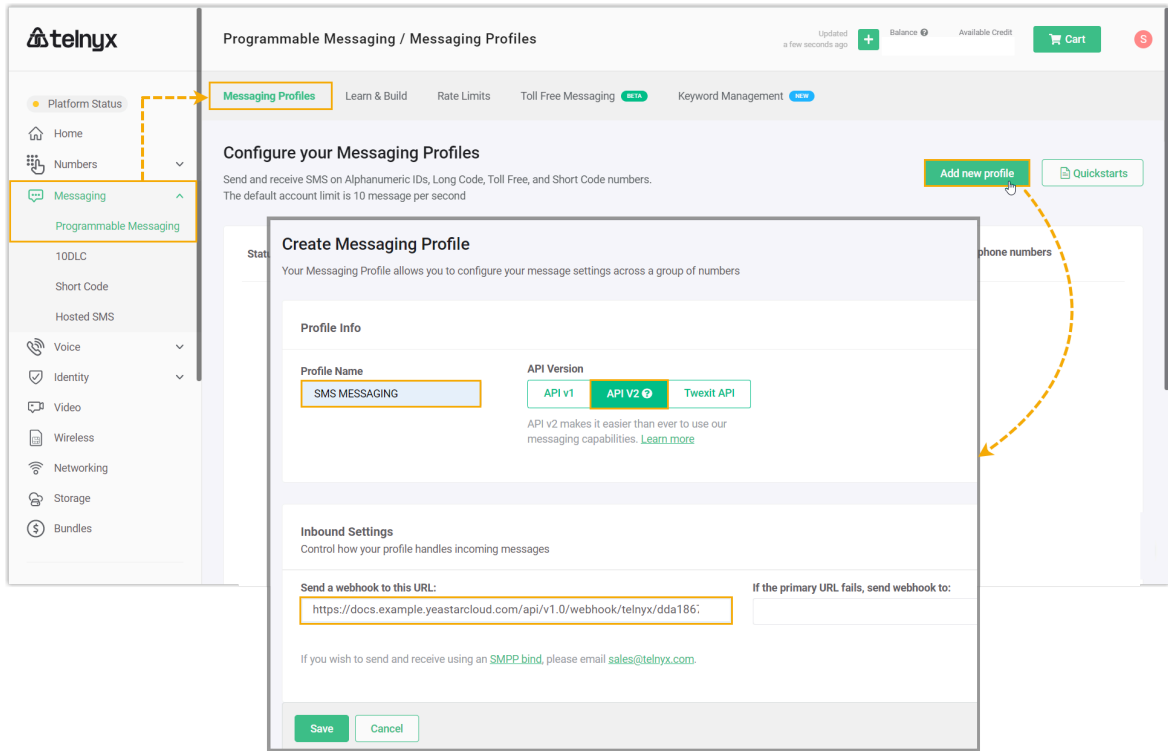 telnyx
Programmable Messaging / Messaging Profiles
Updated
a few seconds ago
Balance
Available Credit
Cart
S
Platform Status
Home
Numbers
Messaging
Programmable Messaging
10DLC
Short Code
Hosted SMS
Voice
Identity
Video
Wireless
Networking
Storage
Bundles
Messaging Profiles
Learn & Build
Rate Limits
Toll Free Messaging BETA
Keyword Management NEW
Configure your Messaging Profiles
Send and receive SMS on Alphanumeric IDs, Long Code, Toll Free, and Short Code numbers.
The default account limit is 10 message per second
Add new profile
Quickstarts
phone numbers
Create Messaging Profile
Your Messaging Profile allows you to configure your message settings across a group of numbers
Profile Info
Profile Name
SMS MESSAGING
API Version
API v1
API V2
Twexit API
API v2 makes it easier than ever to use our
messaging capabilities. Learn more
Inbound Settings
Control how your profile handles incoming messages
Send a webhook to this URL:
https://docs.example.yeastarcloud.com/api/v1.0/webhook/telnyx/dda186
If the primary URL fails, send webhook to:
If you wish to send and receive using an SMPP bind, please email sales@telnyx.com.
Save
Cancel